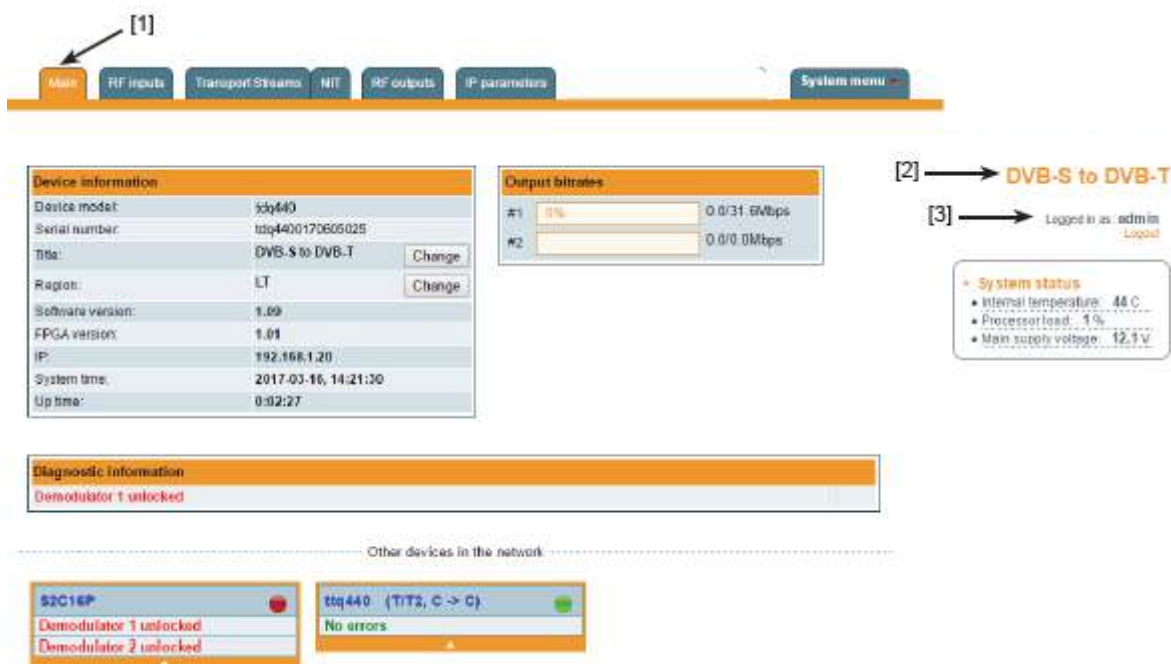 [1]
Main RF inputs Transport Streams NIT RF outputs IP parameters System menu
[2] DVB-S to DVB-T
[3] Logged in as: admin
Logout
System status
Internal temperature: 44 C
Processor load: 1 %
Main supply voltage: 12.1 V
Device information
Device model: tdq440
Serial number: tdq4400170605025
Title: DVB-S to DVB-T Change
Region: LT Change
Software version: 1.09
FPGA version: 1.01
IP: 192.168.1.20
System time: 2017-03-16, 14:21:30
Up time: 0:02:27
Output bitrates
#1 0% 0.0/31.6Mbps
#2 0.0/0.0Mbps
Diagnostic information
Demodulator 1 unlocked
Other devices in the network
S2C16P
Demodulator 1 unlocked
Demodulator 2 unlocked
ttq440 (T/T2, C -> C)
No errors